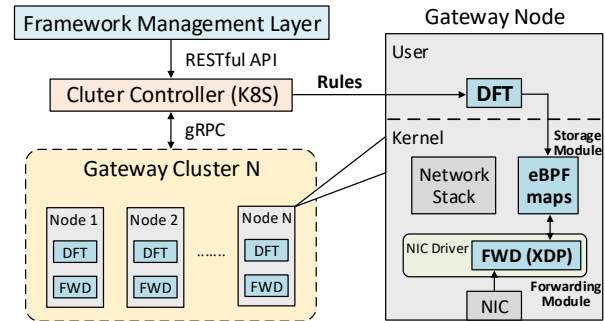 Framework Management Layer
RESTful API
Cluter Controller (K8S)
Rules
gRPC
Gateway Cluster N
Node 1
DFT
FWD
Node 2
DFT
FWD
.......
Node N
DFT
FWD
Gateway Node
User
DFT
Kernel
Storage
Module
Network
Stack
eBPF
maps
NIC Driver
FWD (XDP)
Forwarding
Module
NIC